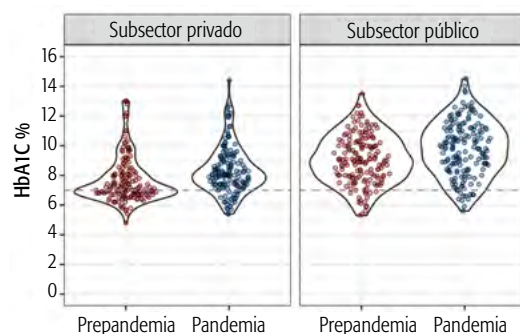 Subsector privado
Subsector público
HbA1C %
16
14
12
10
8
6
4
2
0
Prepandemia
Pandemia
Prepandemia
Pandemia